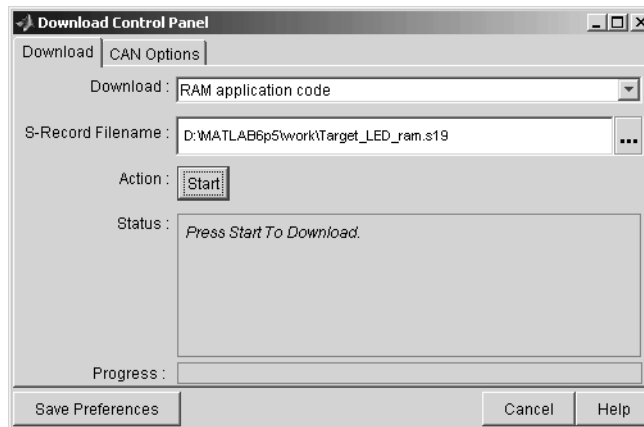 Download Control Panel
Download CAN Options
Download : RAM application code
S-Record Filename : D:\MATLAB6p5\work\Target_LED_ram.s19 ...
Action : Start
Status : Press Start To Download.
Progress :
Save Preferences Cancel Help